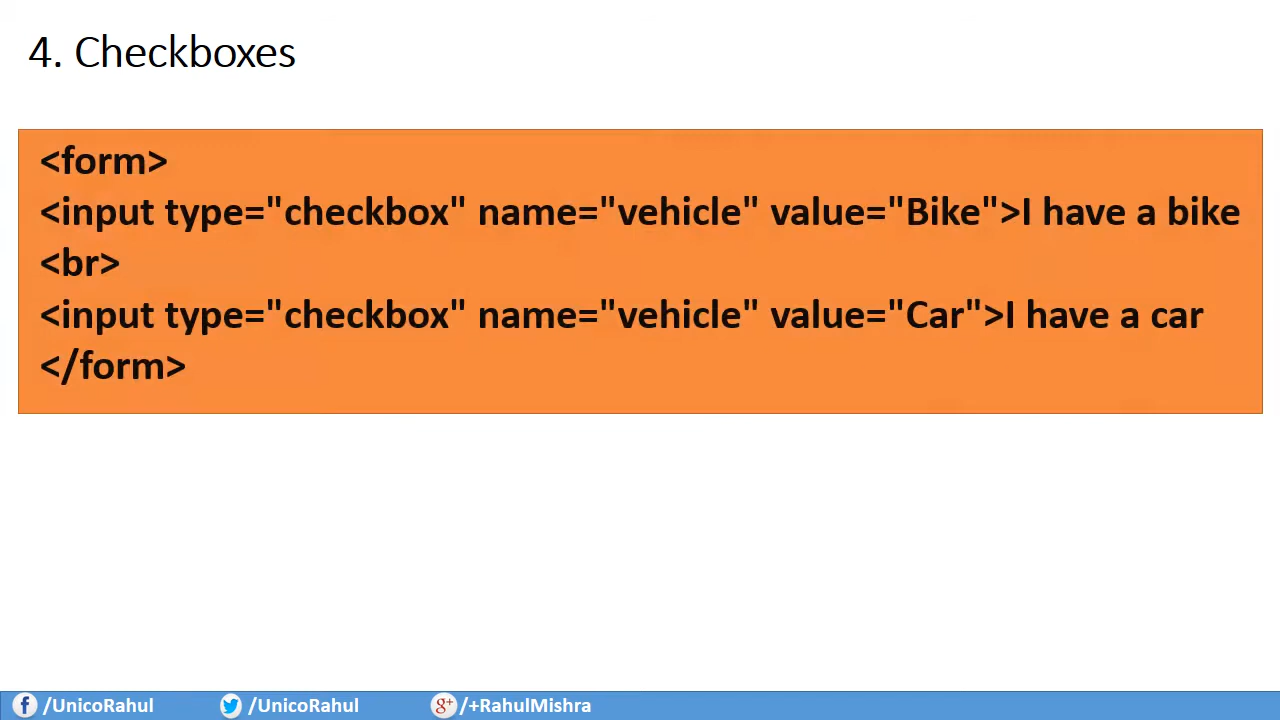 4. Checkboxes
<form>
<input type="checkbox" name="vehicle" value="Bike">I have a bike
<br>
<input type="checkbox" name="vehicle" value="Car">I have a car
</form>
/UnicoRahul /UnicoRahul /+RahulMishra